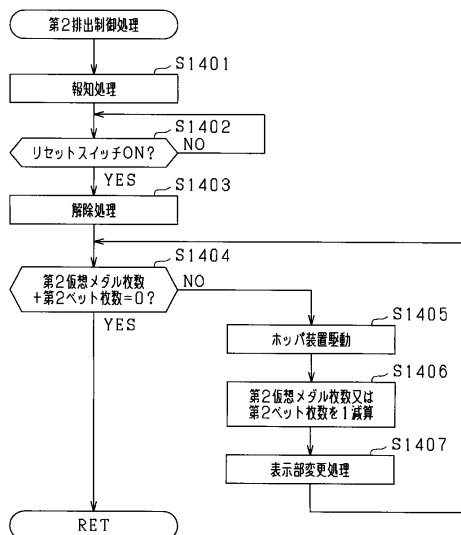 第2排出制御処理
S1401
報知処理
S1402
リセットスイッチON?
NO
YES
S1403
解除処理
S1404
第2仮想メダル枚数
+第2ベット枚数=0?
NO
YES
S1405
ホッパ装置駆動
S1406
第2仮想メダル枚数又は
第2ベット枚数を1減算
S1407
表示部変更処理
RET